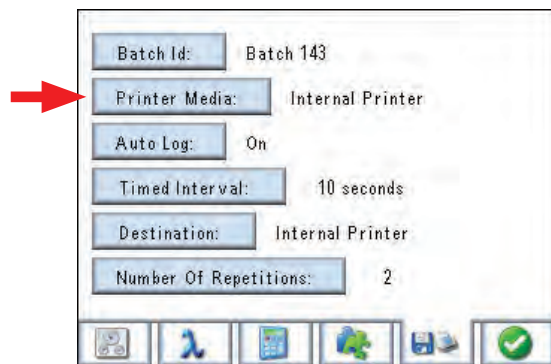 Batch Id: Batch 143
Printer Media: Internal Printer
Auto Log: On
Timed Interval: 10 seconds
Destination: Internal Printer
Number Of Repetitions: 2
λ